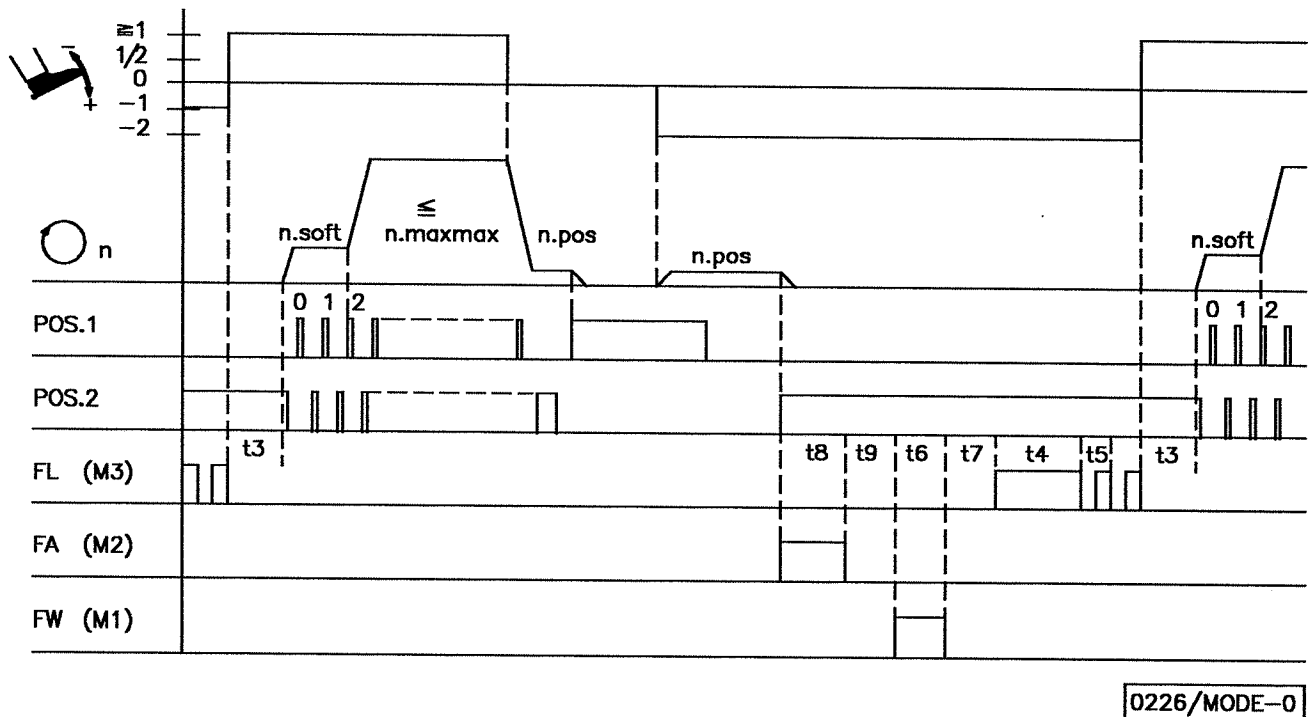 ≧1
1/2
0
−1
−2
−
+
n
n.soft
≦
n.maxmax
n.pos
n.pos
n.soft
POS.1
0 1 2
0 1 2
POS.2
t3
t8 t9 t6 t7 t4 t5 t3
FL (M3)
FA (M2)
FW (M1)
0226/MODE−0